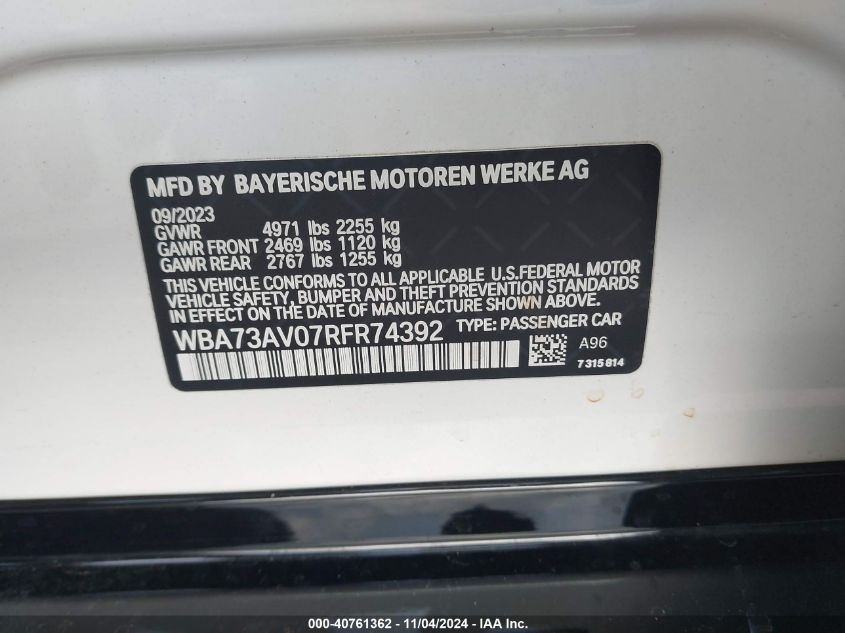 MFD BY BAYERISCHE MOTOREN WERKE AG
09/2023
GVWR 4971 lbs 2255 kg
GAWR FRONT 2469 lbs 1120 kg
GAWR REAR 2767 lbs 1255 kg
THIS VEHICLE CONFORMS TO ALL APPLICABLE U.S.FEDERAL MOTOR
VEHICLE SAFETY, BUMPER AND THEFT PREVENTION STANDARDS
IN EFFECT ON THE DATE OF MANUFACTURE SHOWN ABOVE.
WBA73AV07RFR74392 TYPE: PASSENGER CAR
A96
7315814
000-40761362 - 11/04/2024 - IAA Inc.